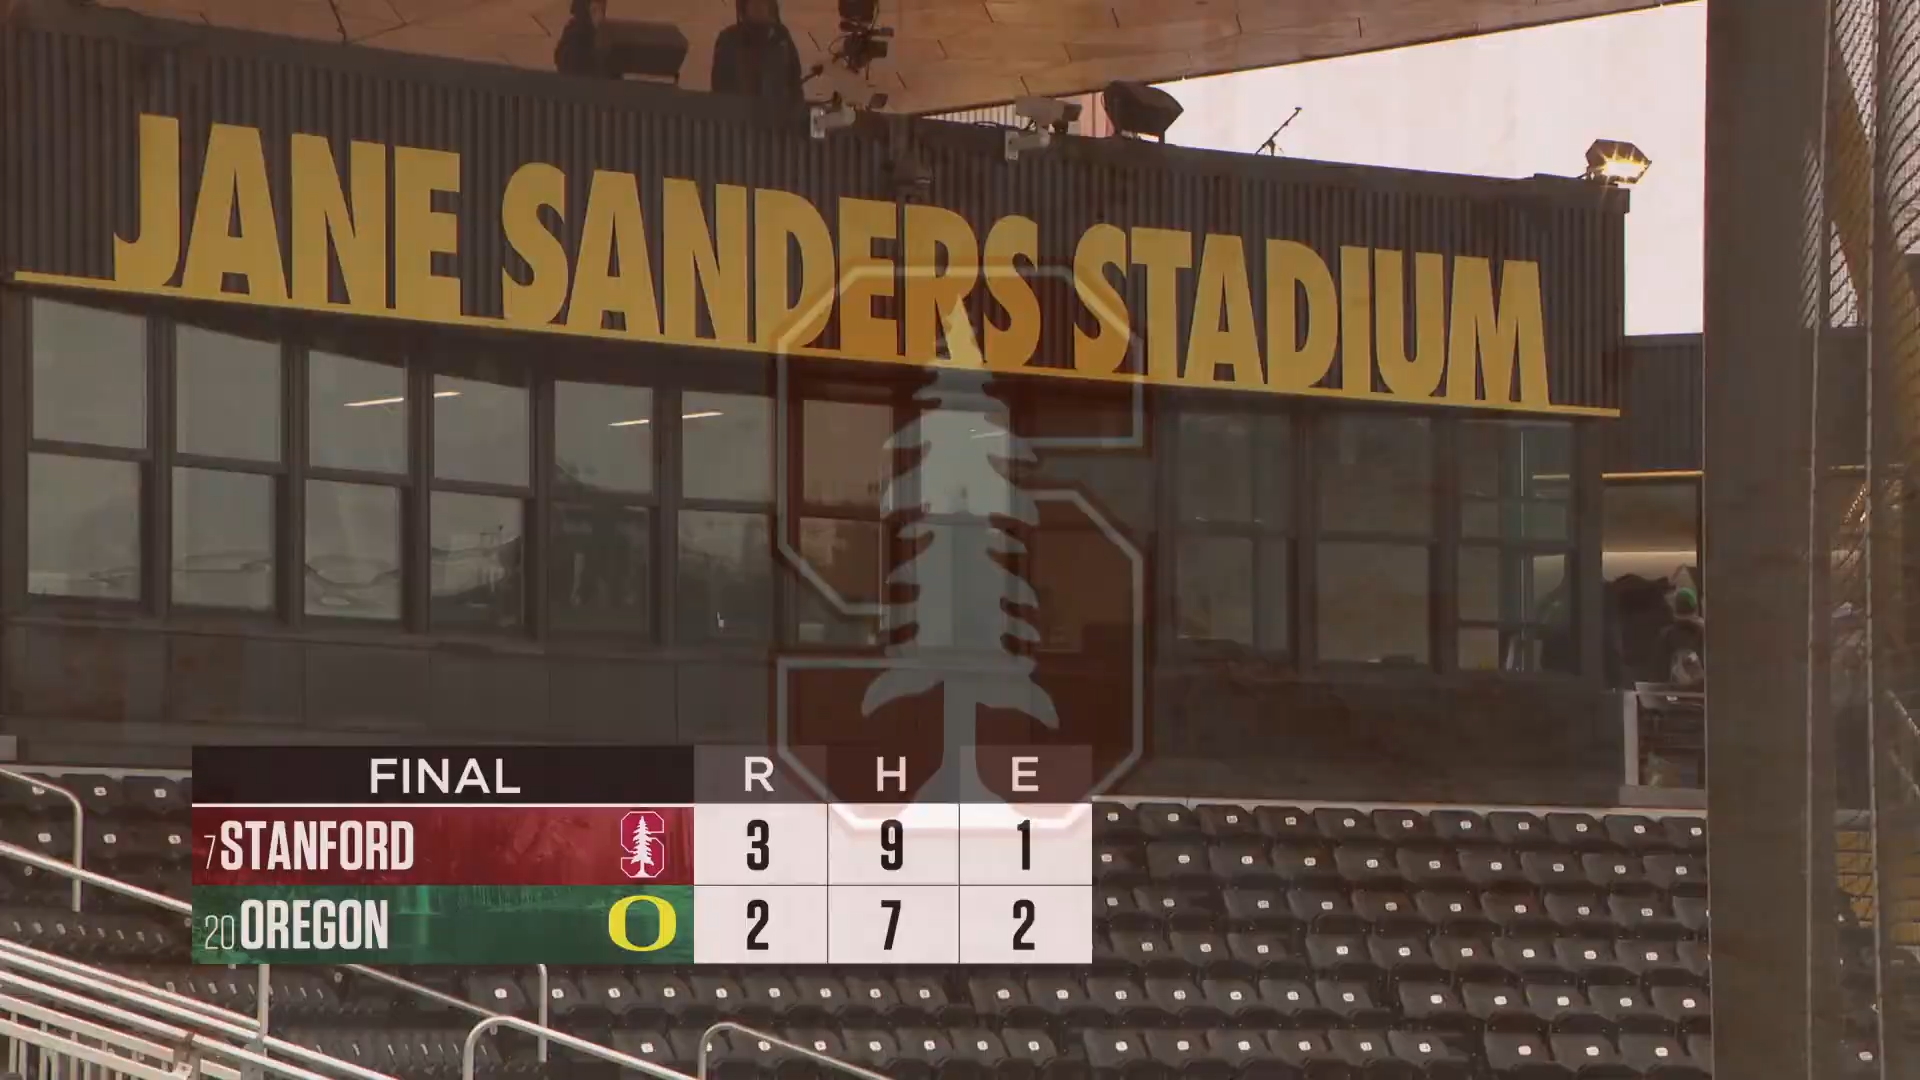 JANE SANDERS STADIUM
FINAL R H E
7 STANFORD S 3 9 1
20 OREGON O 2 7 2